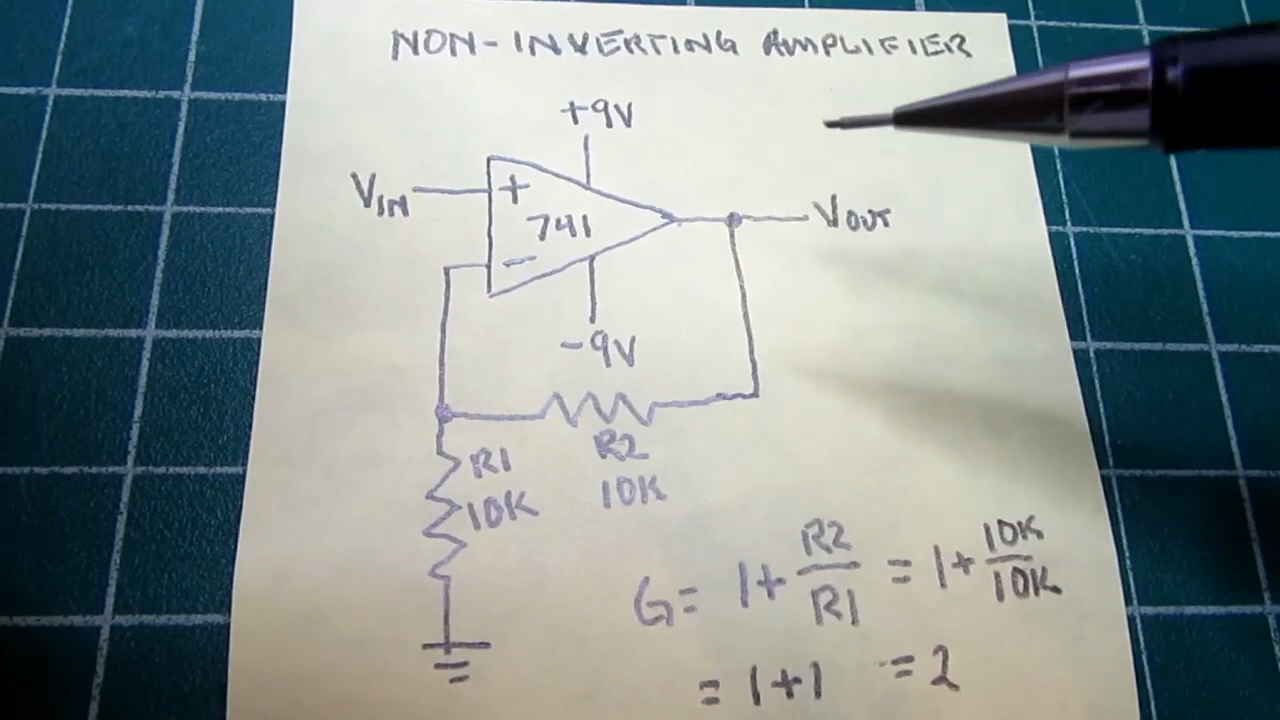 NON-INVERTING AMPLIFIER
+9V
VIN
+
741
VOUT
-
-9V
R1
10K
R2
10K
G = 1 + R2/R1 = 1 + 10K/10K
= 1+1 = 2